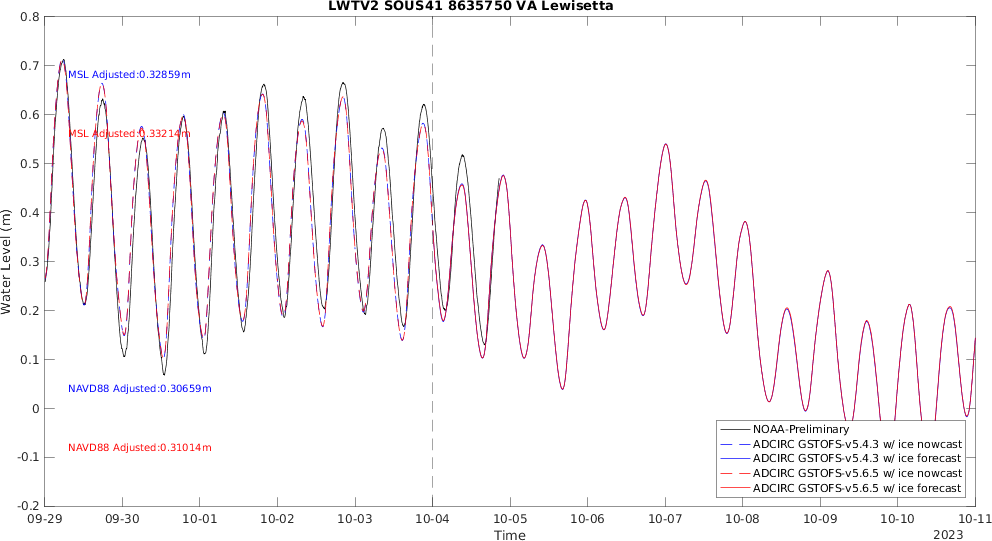 LWTV2 SOUS41 8635750 VA Lewisetta
0.8
0.7
0.6
0.5
0.4
0.3
0.2
0.1
0
-0.1
-0.2
Water Level (m)
MSL Adjusted:0.32859m
MSL Adjusted:0.33214m
NAVD88 Adjusted:0.30659m
NAVD88 Adjusted:0.31014m
NOAA-Preliminary
ADCIRC GSTOFS-v5.4.3 w/ ice nowcast
ADCIRC GSTOFS-v5.4.3 w/ ice forecast
ADCIRC GSTOFS-v5.6.5 w/ ice nowcast
ADCIRC GSTOFS-v5.6.5 w/ ice forecast
09-29 09-30 10-01 10-02 10-03 10-04 10-05 10-06 10-07 10-08 10-09 10-10 10-11
Time
2023